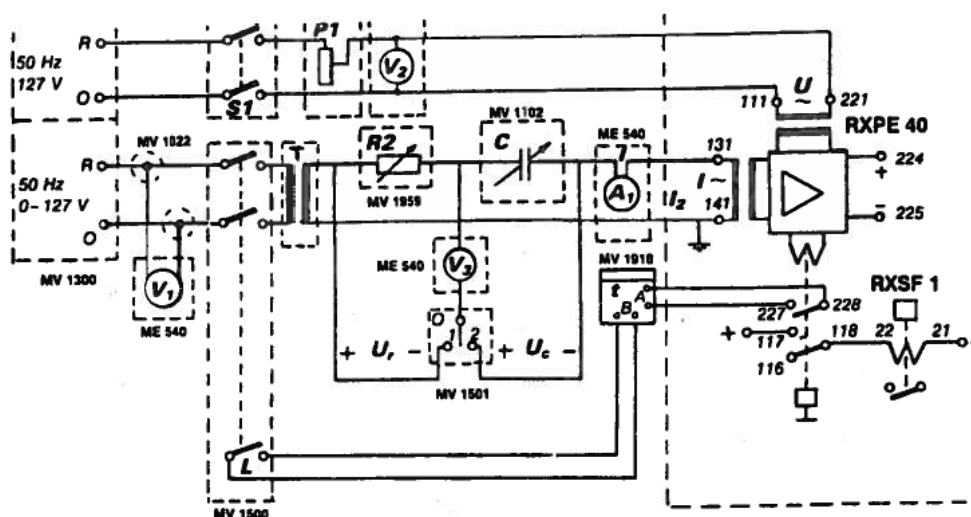 R
50 Hz
127 V
O
S1
P1
V2
111
U
~
221
RXPE 40
MV 1022
R
50 Hz
0-127 V
O
MV 1300
V1
ME 540
T
R2
MV 1959
MV 1102
C
ME 540
A1
I2
131
I ~
141
224
+
-
225
ME 540
V3
O
1 2
+ Ur -
+ Uc -
MV 1501
MV 1918
t
A
B
227
228
RXSF 1
+
117
118
116
22
21
L
MV 1500